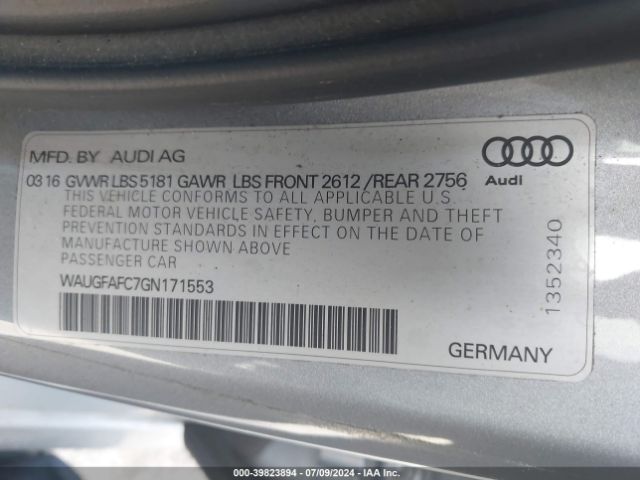 MFD. BY AUDI AG
Audi
03 16 GVWR LBS 5181 GAWR LBS FRONT 2612 /REAR 2756
THIS VEHICLE CONFORMS TO ALL APPLICABLE U.S.
FEDERAL MOTOR VEHICLE SAFETY, BUMPER AND THEFT
PREVENTION STANDARDS IN EFFECT ON THE DATE OF
MANUFACTURE SHOWN ABOVE
PASSENGER CAR
WAUGFAFC7GN171553
1352340
GERMANY
000-39823894 - 07/09/2024 - IAA Inc.